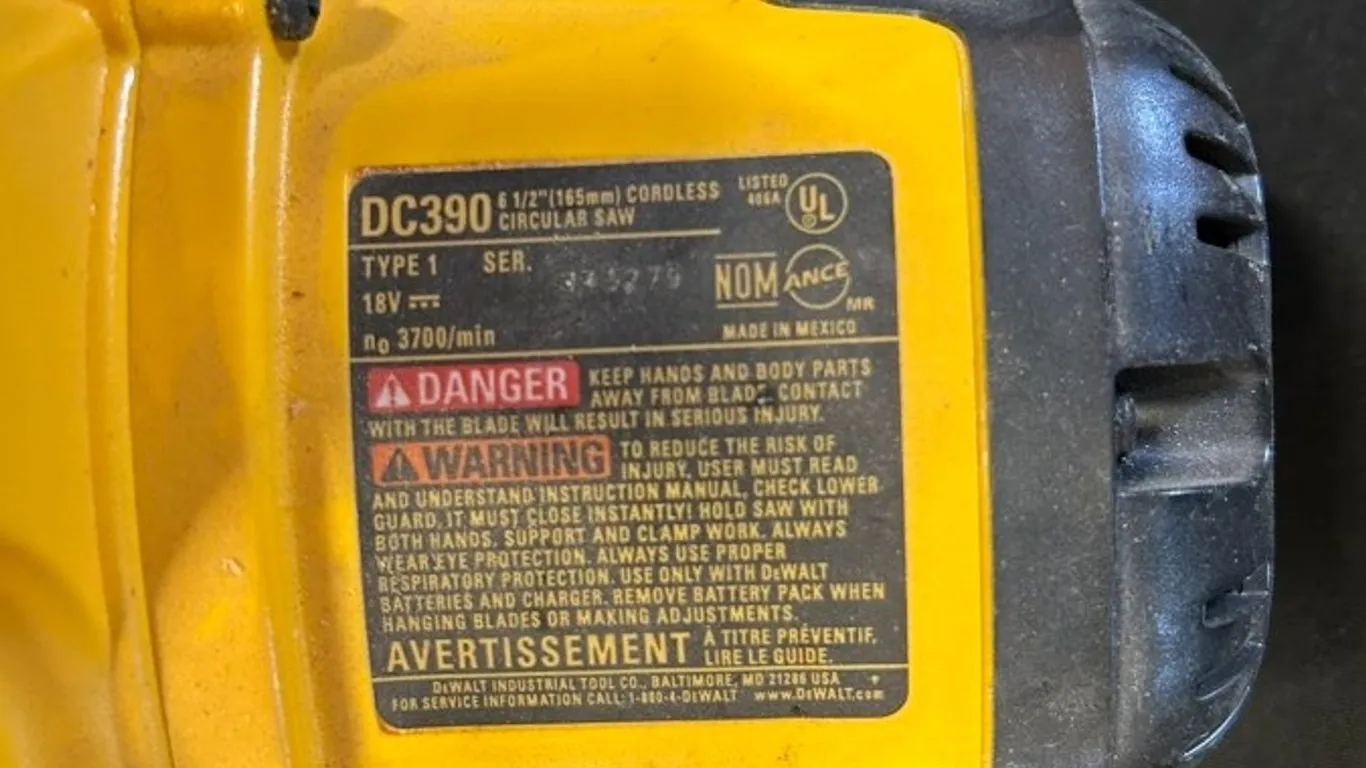 DC390 6 1/2"(165mm) CORDLESS
CIRCULAR SAW
LISTED
UL
TYPE 1 SER.
18V
NOM ANCE
MR
no 3700/min
MADE IN MEXICO
DANGER KEEP HANDS AND BODY PARTS
AWAY FROM BLADE. CONTACT
WITH THE BLADE WILL RESULT IN SERIOUS INJURY.
WARNING TO REDUCE THE RISK OF
INJURY, USER MUST READ
AND UNDERSTAND INSTRUCTION MANUAL. CHECK LOWER
GUARD, IT MUST CLOSE INSTANTLY! HOLD SAW WITH
BOTH HANDS. SUPPORT AND CLAMP WORK. ALWAYS
WEAR EYE PROTECTION. ALWAYS USE PROPER
RESPIRATORY PROTECTION. USE ONLY WITH DeWALT
BATTERIES AND CHARGER. REMOVE BATTERY PACK WHEN
HANGING BLADES OR MAKING ADJUSTMENTS.
AVERTISSEMENT À TITRE PRÉVENTIF,
LIRE LE GUIDE.
DeWALT INDUSTRIAL TOOL CO., BALTIMORE, MD 21286 USA
FOR SERVICE INFORMATION CALL 1-800-4-DeWALT www.DeWALT.com